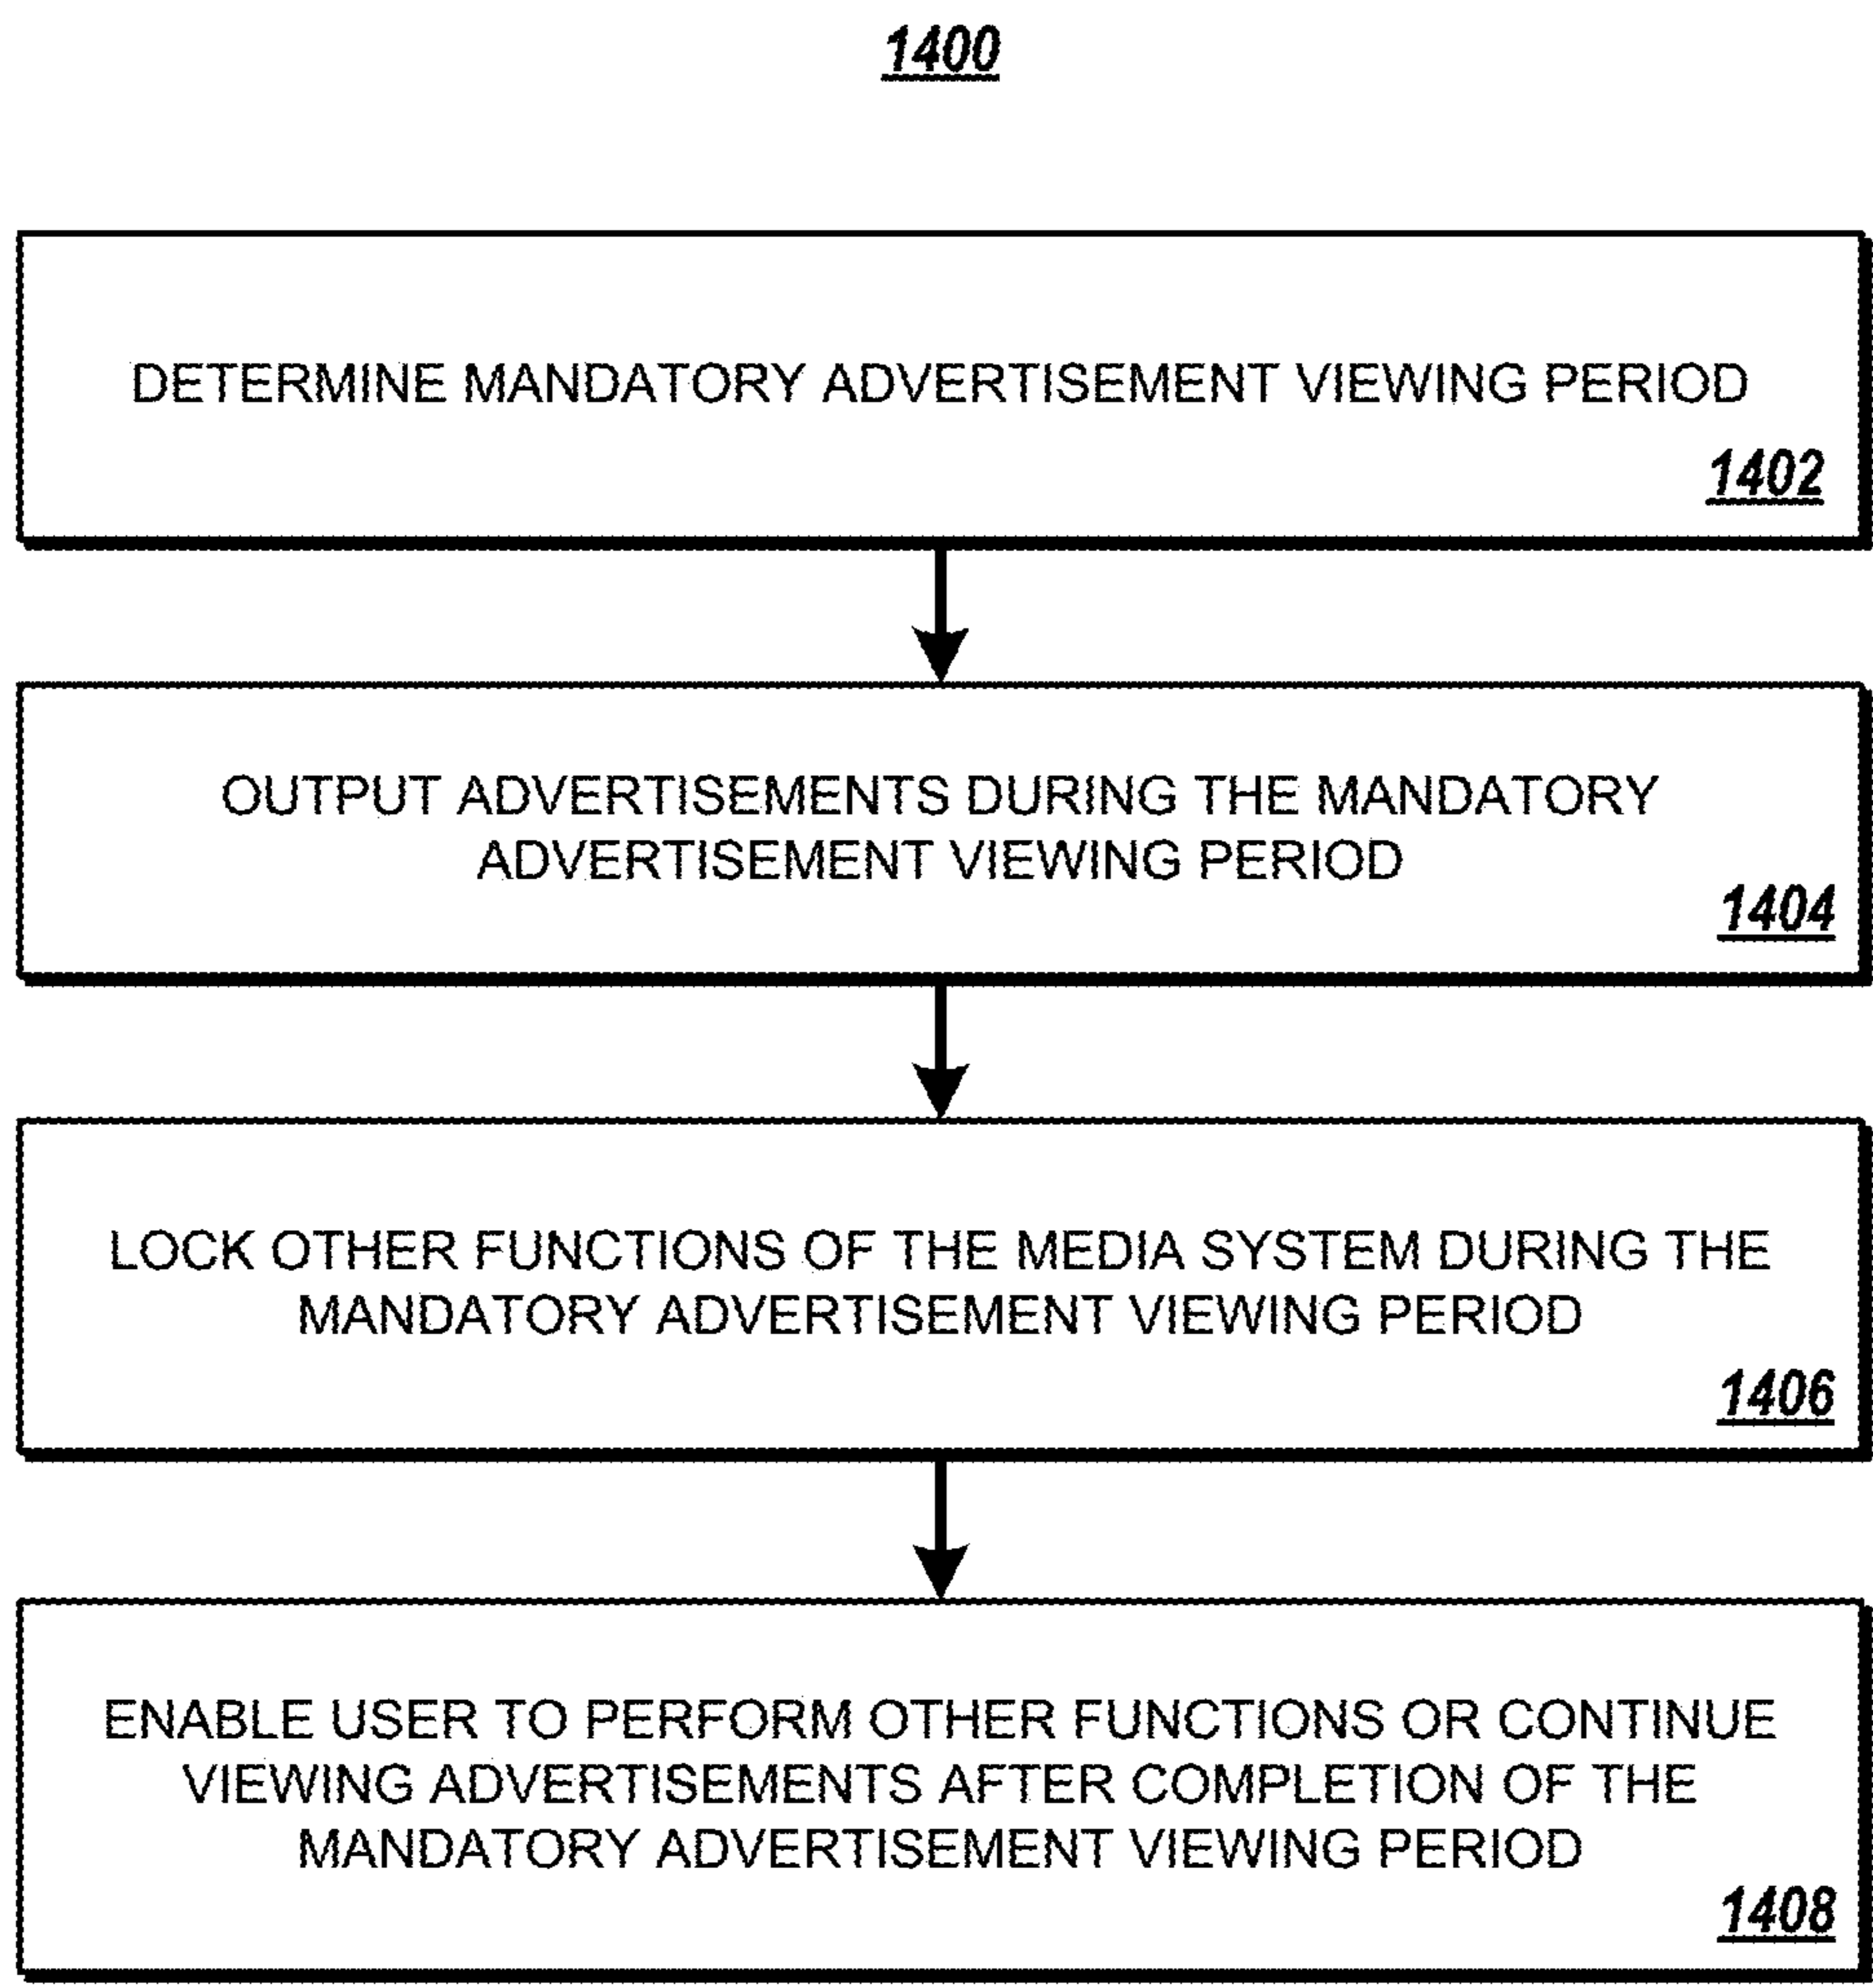 1400
DETERMINE MANDATORY ADVERTISEMENT VIEWING PERIOD
1402
OUTPUT ADVERTISEMENTS DURING THE MANDATORY
ADVERTISEMENT VIEWING PERIOD
1404
LOCK OTHER FUNCTIONS OF THE MEDIA SYSTEM DURING THE
MANDATORY ADVERTISEMENT VIEWING PERIOD
1406
ENABLE USER TO PERFORM OTHER FUNCTIONS OR CONTINUE
VIEWING ADVERTISEMENTS AFTER COMPLETION OF THE
MANDATORY ADVERTISEMENT VIEWING PERIOD
1408